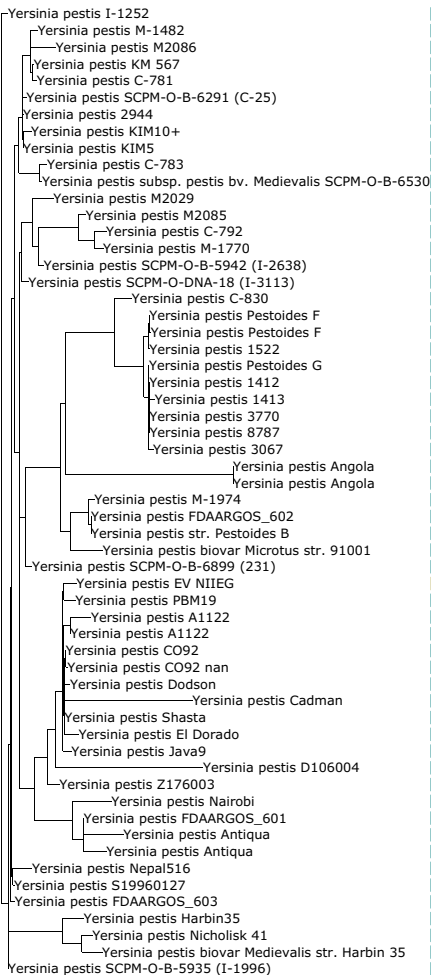 Yersinia pestis I-1252
Yersinia pestis M-1482
Yersinia pestis M2086
Yersinia pestis KM 567
Yersinia pestis C-781
Yersinia pestis SCPM-O-B-6291 (C-25)
Yersinia pestis 2944
Yersinia pestis KIM10+
Yersinia pestis KIM5
Yersinia pestis C-783
Yersinia pestis subsp. pestis bv. Medievalis SCPM-O-B-6530
Yersinia pestis M2029
Yersinia pestis M2085
Yersinia pestis C-792
Yersinia pestis M-1770
Yersinia pestis SCPM-O-B-5942 (I-2638)
Yersinia pestis SCPM-O-DNA-18 (I-3113)
Yersinia pestis C-830
Yersinia pestis Pestoides F
Yersinia pestis Pestoides F
Yersinia pestis 1522
Yersinia pestis Pestoides G
Yersinia pestis 1412
Yersinia pestis 1413
Yersinia pestis 3770
Yersinia pestis 8787
Yersinia pestis 3067
Yersinia pestis Angola
Yersinia pestis Angola
Yersinia pestis M-1974
Yersinia pestis FDAARGOS_602
Yersinia pestis str. Pestoides B
Yersinia pestis biovar Microtus str. 91001
Yersinia pestis SCPM-O-B-6899 (231)
Yersinia pestis EV NIIEG
Yersinia pestis PBM19
Yersinia pestis A1122
Yersinia pestis A1122
Yersinia pestis CO92
Yersinia pestis CO92 nan
Yersinia pestis Dodson
Yersinia pestis Cadman
Yersinia pestis Shasta
Yersinia pestis El Dorado
Yersinia pestis Java9
Yersinia pestis D106004
Yersinia pestis Z176003
Yersinia pestis Nairobi
Yersinia pestis FDAARGOS_601
Yersinia pestis Antiqua
Yersinia pestis Antiqua
Yersinia pestis Nepal516
Yersinia pestis S19960127
Yersinia pestis FDAARGOS_603
Yersinia pestis Harbin35
Yersinia pestis Nicholisk 41
Yersinia pestis biovar Medievalis str. Harbin 35
Yersinia pestis SCPM-O-B-5935 (I-1996)